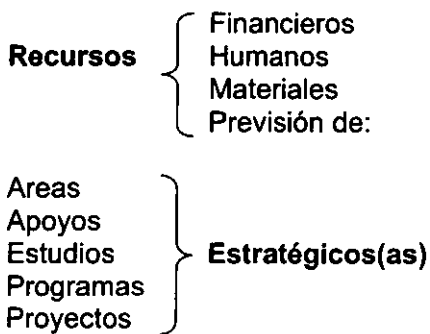 Recursos
Financieros
Humanos
Materiales
Previsión de:
Areas
Apoyos
Estudios
Programas
Proyectos
Estratégicos(as)